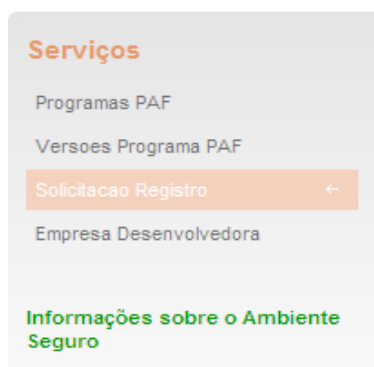 Serviços
Programas PAF
Versoes Programa PAF
Solicitacao Registro ←
Empresa Desenvolvedora
Informações sobre o Ambiente
Seguro